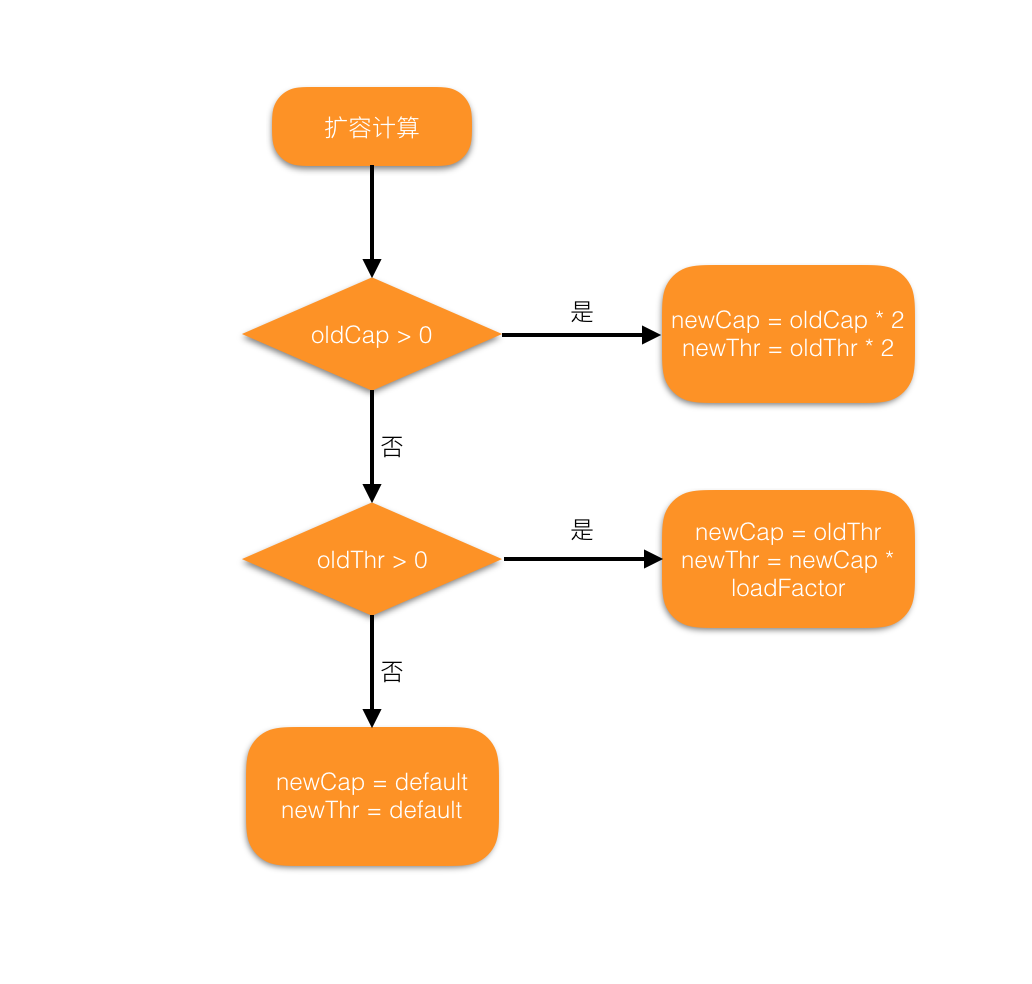 扩容计算
oldCap > 0
是
newCap = oldCap * 2
newThr = oldThr * 2
否
oldThr > 0
是
newCap = oldThr
newThr = newCap *
loadFactor
否
newCap = default
newThr = default